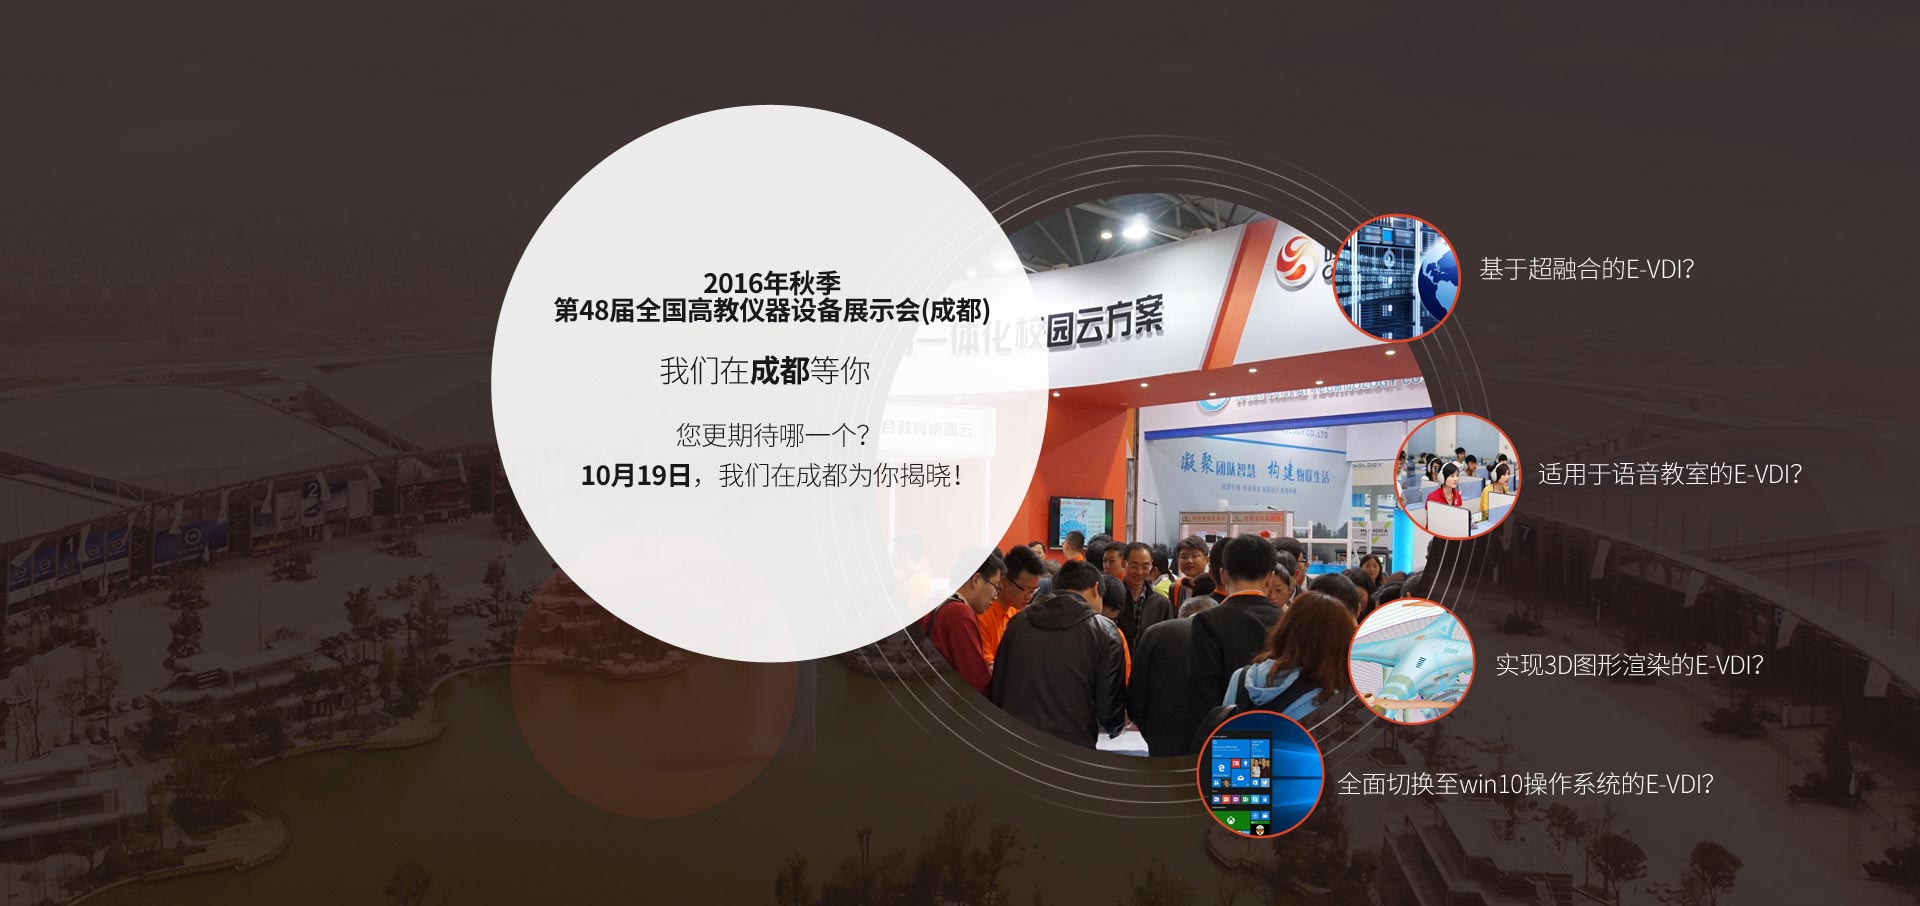 2016年秋季
第48届全国高教仪器设备展示会(成都)
我们在成都等你
您更期待哪一个？
10月19日，我们在成都为你揭晓！
一体化校园云方案
合教育桌面云
凝聚团队智慧 构建物联生活
基于超融合的E-VDI？
适用于语音教室的E-VDI？
实现3D图形渲染的E-VDI？
全面切换至win10操作系统的E-VDI？